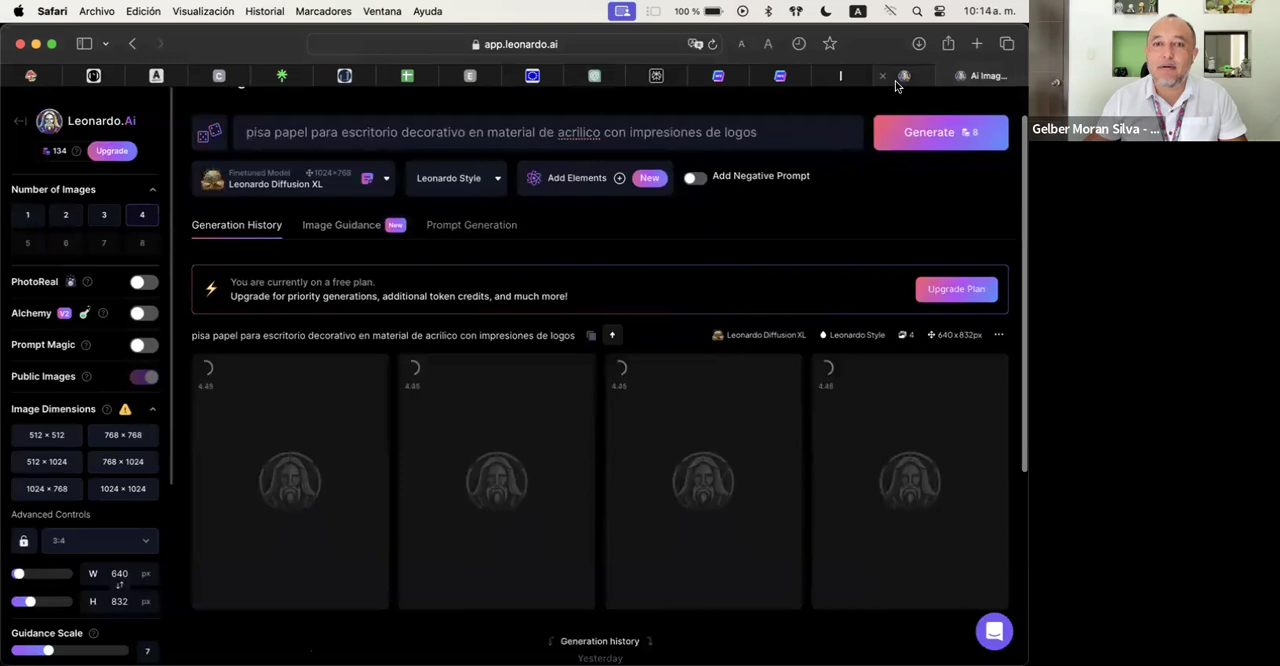 Safari Archivo Edición Visualización Historial Marcadores Ventana Ayuda 100 % A 10:14 a. m.
app.leonardo.ai A A
A C E Ai Imag...
Gelber Moran Silva - ...
Leonardo.Ai
134 Upgrade
pisa papel para escritorio decorativo en material de acrilico con impresiones de logos
Generate 8
Finetuned Model 1024×768
Leonardo Diffusion XL
Leonardo Style
Add Elements New
Add Negative Prompt
Number of Images
1 2 3 4
5 6 7 8
Generation History Image Guidance New Prompt Generation
PhotoReal
Alchemy V2
Prompt Magic
Public Images
You are currently on a free plan.
Upgrade for priority generations, additional token credits, and much more!
Upgrade Plan
pisa papel para escritorio decorativo en material de acrilico con impresiones de logos
Leonardo Diffusion XL Leonardo Style 4 640x832px ...
Image Dimensions
512 × 512 768 × 768
512 × 1024 768 × 1024
1024 × 768 1024 × 1024
Advanced Controls
3:4
W 640 px
H 832 px
Guidance Scale
7
Generation history
Yesterday